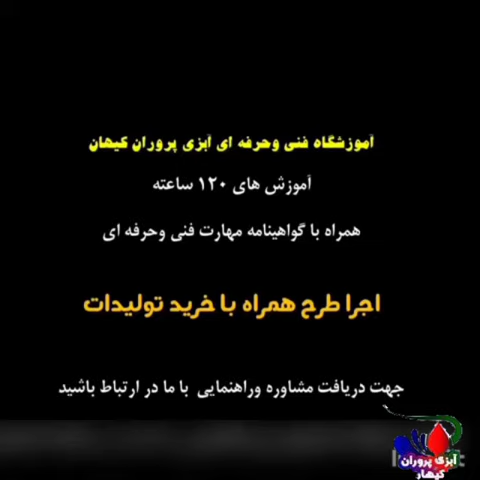 آموزشگاه فنی وحرفه ای آبزی پروران کیهان
آموزش های ۱۲۰ ساعته
همراه با گواهینامه مهارت فنی وحرفه ای
اجرا طرح همراه با خرید تولیدات
جهت دریافت مشاوره وراهنمایی با ما در ارتباط باشید
آبزی پروران
کیهان